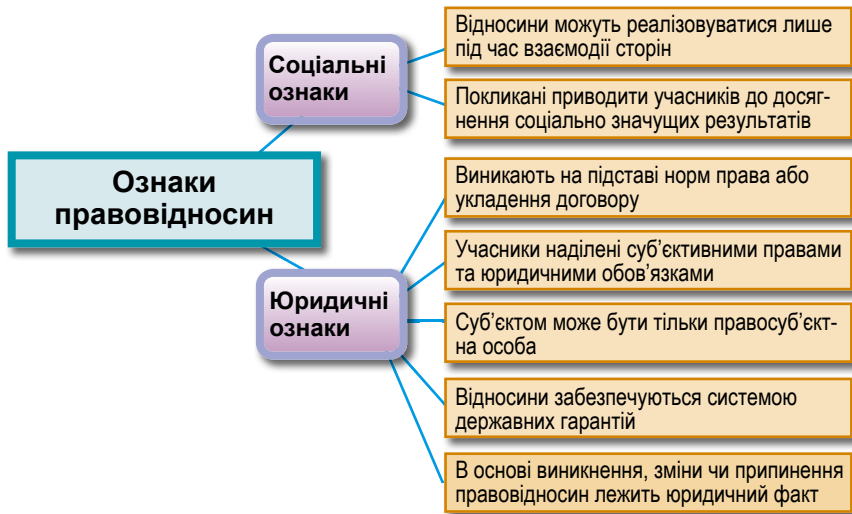 Ознаки
правовідносин
Соціальні
ознаки
Відносини можуть реалізовуватися лише
під час взаємодії сторін
Покликані приводити учасників до досяг-
нення соціально значущих результатів
Юридичні
ознаки
Виникають на підставі норм права або
укладення договору
Учасники наділені суб’єктивними правами
та юридичними обов’язками
Суб’єктом може бути тільки правосуб’єкт-
на особа
Відносини забезпечуються системою
державних гарантій
В основі виникнення, зміни чи припинення
правовідносин лежить юридичний факт